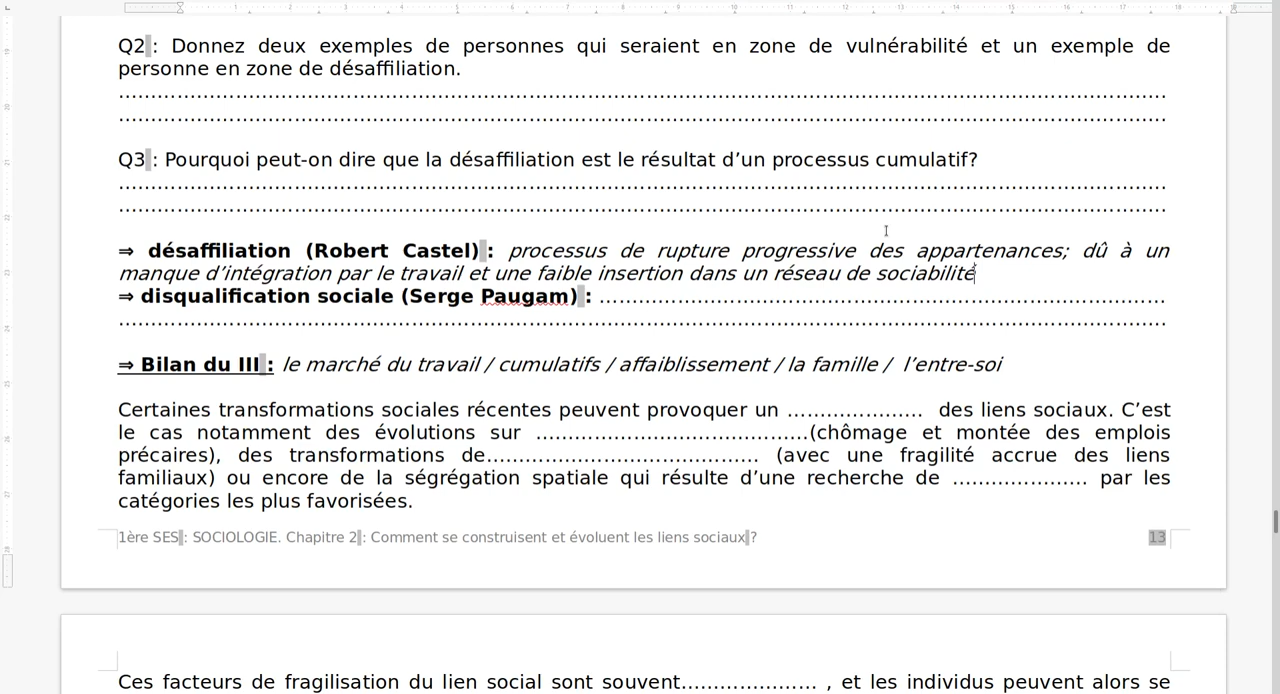 Q2 : Donnez deux exemples de personnes qui seraient en zone de vulnérabilité et un exemple de
personne en zone de désaffiliation.
……………………………………………………………………………………………………………………………
……………………………………………………………………………………………………………………………
Q3 : Pourquoi peut-on dire que la désaffiliation est le résultat d’un processus cumulatif?
……………………………………………………………………………………………………………………………
……………………………………………………………………………………………………………………………
⇒ désaffiliation (Robert Castel) : processus de rupture progressive des appartenances; dû à un
manque d’intégration par le travail et une faible insertion dans un réseau de sociabilité
⇒ disqualification sociale (Serge Paugam) : …………………………………………………………………
……………………………………………………………………………………………………………………………
⇒ Bilan du III : le marché du travail / cumulatifs / affaiblissement / la famille / l’entre-soi
Certaines transformations sociales récentes peuvent provoquer un ………………… des liens sociaux. C’est
le cas notamment des évolutions sur ……………………………………(chômage et montée des emplois
précaires), des transformations de…………………………………… (avec une fragilité accrue des liens
familiaux) ou encore de la ségrégation spatiale qui résulte d’une recherche de ………………… par les
catégories les plus favorisées.
1ère SES : SOCIOLOGIE. Chapitre 2 : Comment se construisent et évoluent les liens sociaux ? 13
Ces facteurs de fragilisation du lien social sont souvent………………… , et les individus peuvent alors se